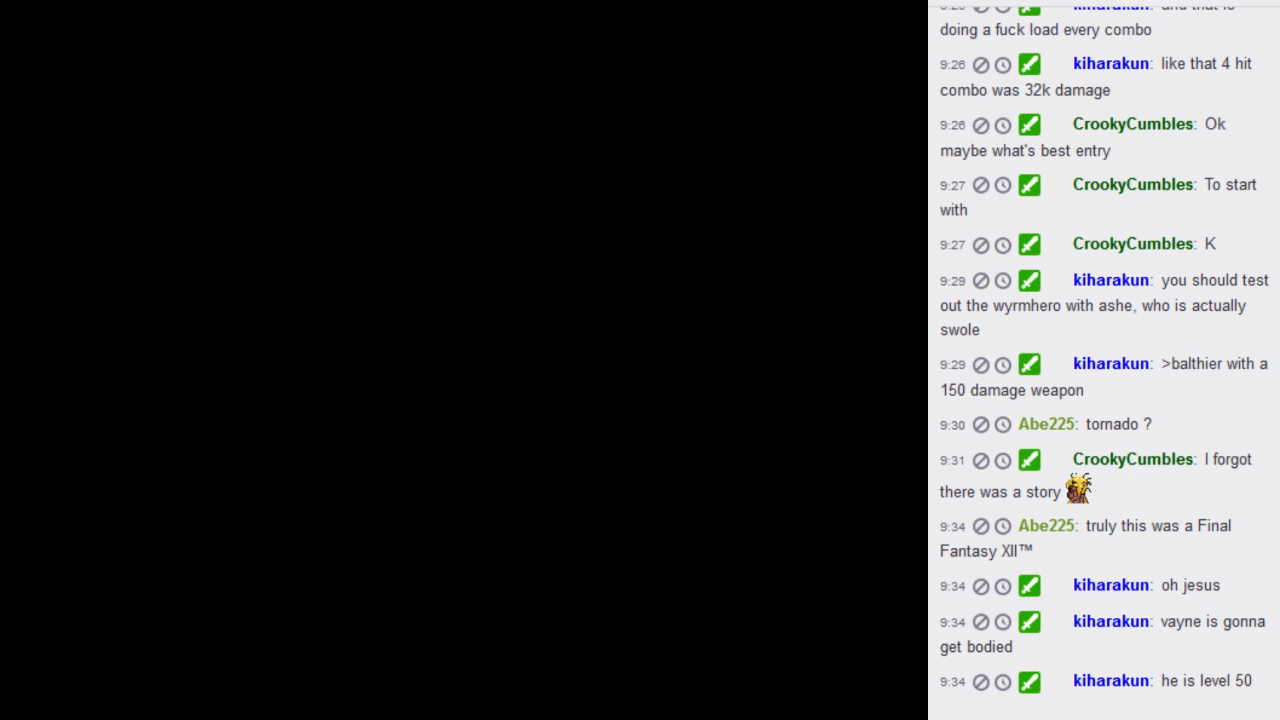 doing a fuck load every combo
9:26 kiharakun: like that 4 hit
combo was 32k damage
9:26 CrookyCumbles: Ok
maybe what's best entry
9:27 CrookyCumbles: To start
with
9:27 CrookyCumbles: K
9:29 kiharakun: you should test
out the wyrmhero with ashe, who is actually
swole
9:29 kiharakun: >balthier with a
150 damage weapon
9:30 Abe225: tornado ?
9:31 CrookyCumbles: I forgot
there was a story
9:34 Abe225: truly this was a Final
Fantasy XII™
9:34 kiharakun: oh jesus
9:34 kiharakun: vayne is gonna
get bodied
9:34 kiharakun: he is level 50